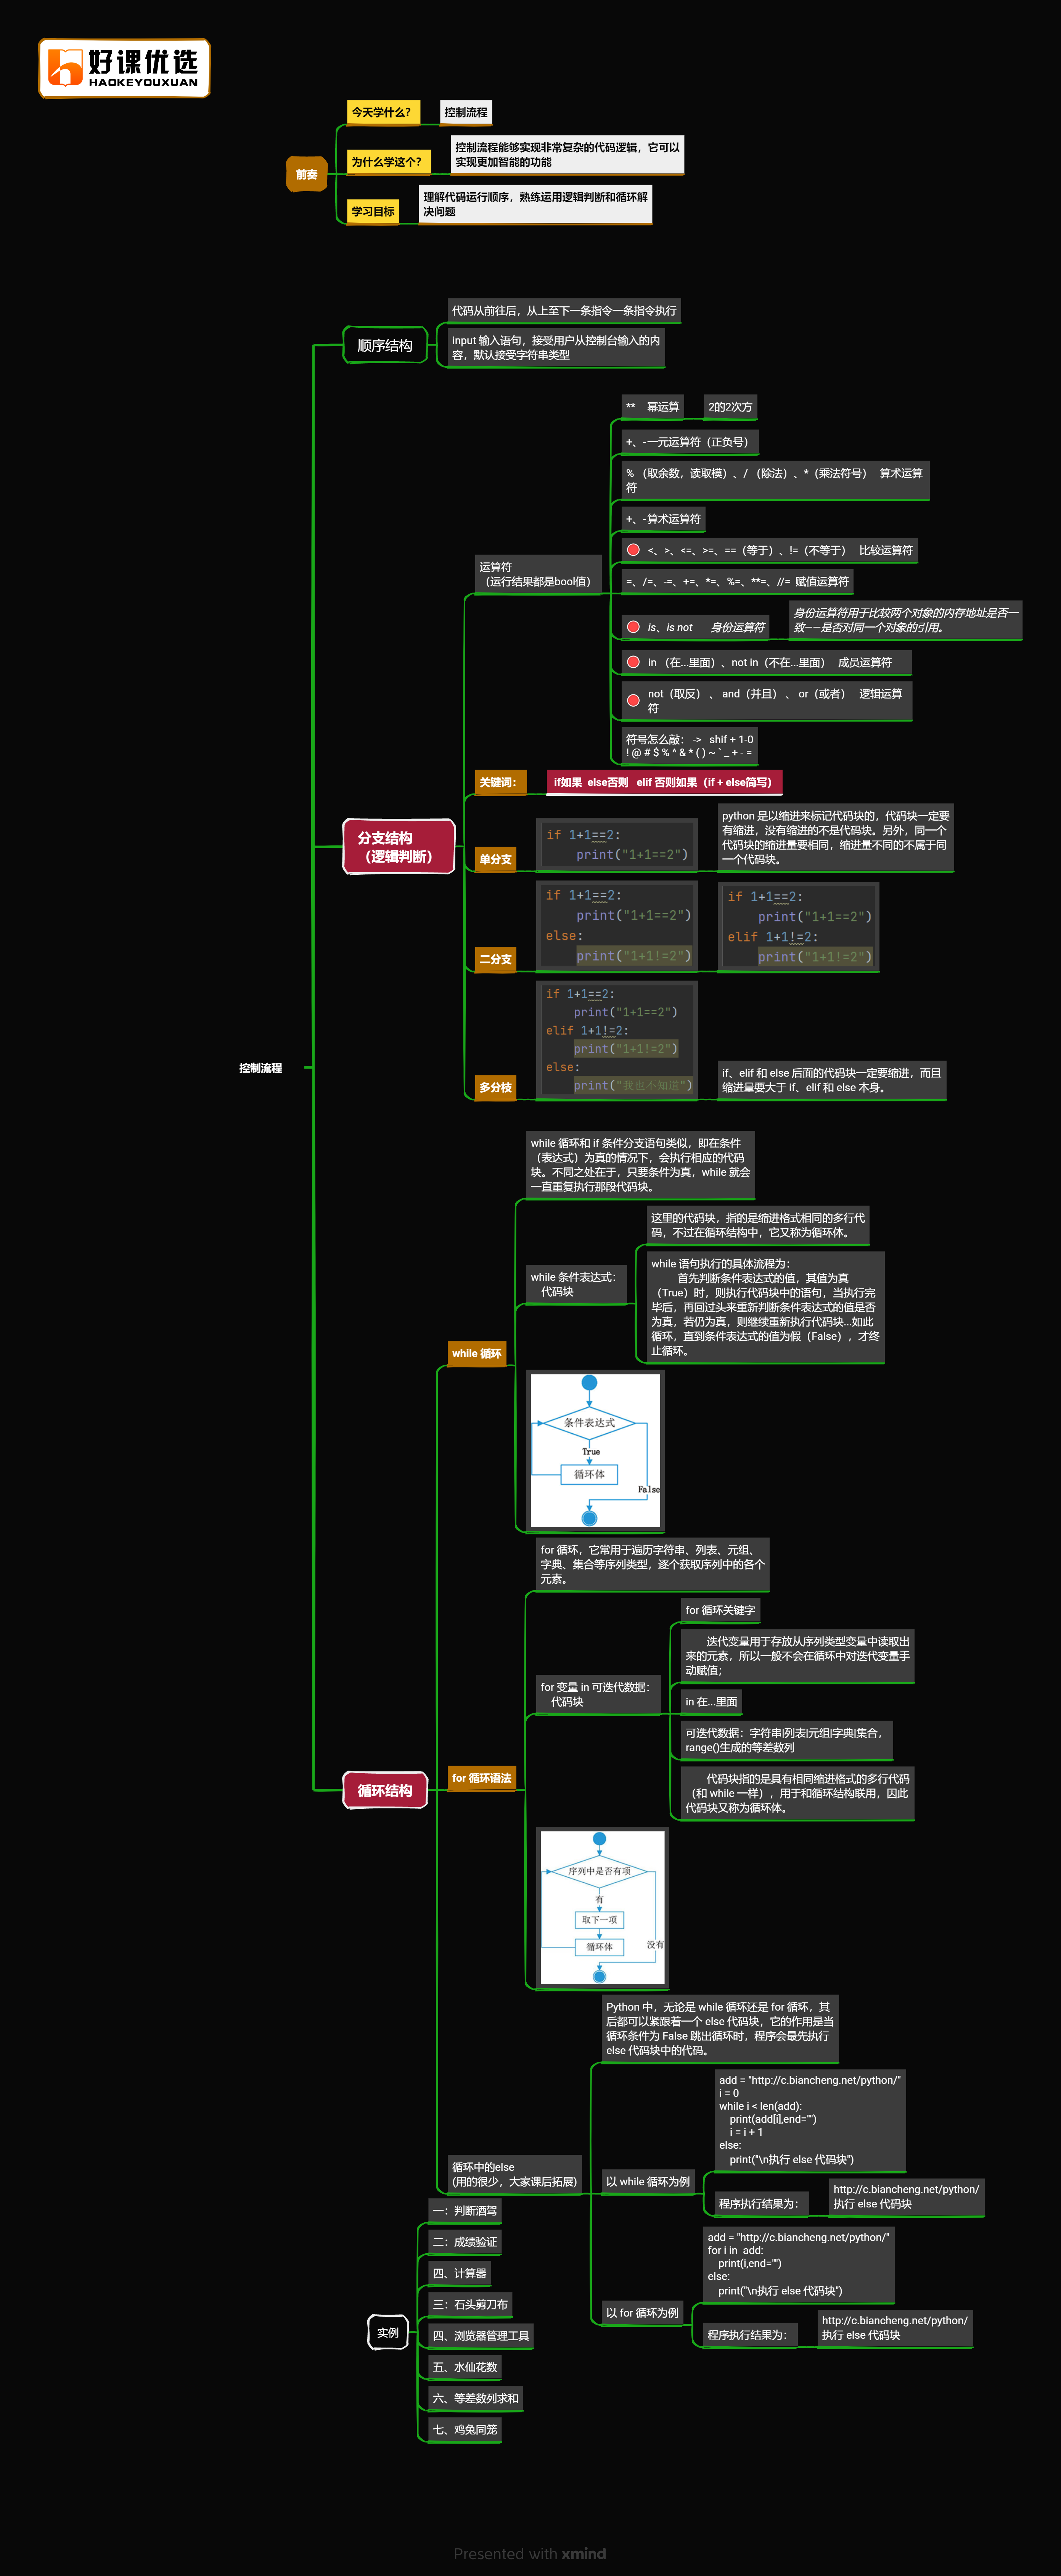 好课优选
HAOKEYOUXUAN
前奏
今天学什么？
控制流程
为什么学这个？
控制流程能够实现非常复杂的代码逻辑，它可以
实现更加智能的功能
学习目标
理解代码运行顺序，熟练运用逻辑判断和循环解
决问题
控制流程
顺序结构
代码从前往后，从上至下一条指令一条指令执行
input 输入语句，接受用户从控制台输入的内
容，默认接受字符串类型
分支结构
（逻辑判断）
运算符
（运行结果都是bool值）
** 幂运算
2的2次方
+、- 一元运算符（正负号）
% （取余数，读取模）、/ （除法）、*（乘法符号） 算术运算
符
+、- 算术运算符
<、>、<=、>=、==（等于）、!=（不等于） 比较运算符
=、/=、-=、+=、*=、%=、**=、//= 赋值运算符
is、is not 身份运算符
身份运算符用于比较两个对象的内存地址是否一
致——是否对同一个对象的引用。
in （在...里面）、not in（不在...里面） 成员运算符
not（取反） 、 and（并且） 、 or（或者） 逻辑运算
符
符号怎么敲： -> shif + 1-0
! @ # $ % ^ & * ( ) ~ ` _ + - =
关键词：
if如果 else否则 elif 否则如果（if + else简写）
单分支
if 1+1==2:
print("1+1==2")
python 是以缩进来标记代码块的，代码块一定要
有缩进，没有缩进的不是代码块。另外，同一个
代码块的缩进量要相同，缩进量不同的不属于同
一个代码块。
二分支
if 1+1==2:
print("1+1==2")
else:
print("1+1!=2")
if 1+1==2:
print("1+1==2")
elif 1+1!=2:
print("1+1!=2")
多分枝
if 1+1==2:
print("1+1==2")
elif 1+1!=2:
print("1+1!=2")
else:
print("我也不知道")
if、elif 和 else 后面的代码块一定要缩进，而且
缩进量要大于 if、elif 和 else 本身。
循环结构
while 循环
while 循环和 if 条件分支语句类似，即在条件
（表达式）为真的情况下，会执行相应的代码
块。不同之处在于，只要条件为真，while 就会
一直重复执行那段代码块。
while 条件表达式：
代码块
这里的代码块，指的是缩进格式相同的多行代
码，不过在循环结构中，它又称为循环体。
while 语句执行的具体流程为：
首先判断条件表达式的值，其值为真
（True）时，则执行代码块中的语句，当执行完
毕后，再回过头来重新判断条件表达式的值是否
为真，若仍为真，则继续重新执行代码块...如此
循环，直到条件表达式的值为假（False），才终
止循环。
条件表达式
True
循环体
False
for 循环语法
for 循环，它常用于遍历字符串、列表、元组、
字典、集合等序列类型，逐个获取序列中的各个
元素。
for 变量 in 可迭代数据：
代码块
for 循环关键字
迭代变量用于存放从序列类型变量中读取出
来的元素，所以一般不会在循环中对迭代变量手
动赋值；
in 在...里面
可迭代数据：字符串|列表|元组|字典|集合，
range()生成的等差数列
代码块指的是具有相同缩进格式的多行代码
（和 while 一样），用于和循环结构联用，因此
代码块又称为循环体。
序列中是否有项
有
取下一项
循环体
没有
循环中的else
(用的很少，大家课后拓展)
Python 中，无论是 while 循环还是 for 循环，其
后都可以紧跟着一个 else 代码块，它的作用是当
循环条件为 False 跳出循环时，程序会最先执行
else 代码块中的代码。
以 while 循环为例
add = "http://c.biancheng.net/python/"
i = 0
while i < len(add):
print(add[i],end="")
i = i + 1
else:
print("\n执行 else 代码块")
程序执行结果为：
http://c.biancheng.net/python/
执行 else 代码块
以 for 循环为例
add = "http://c.biancheng.net/python/"
for i in  add:
print(i,end="")
else:
print("\n执行 else 代码块")
程序执行结果为：
http://c.biancheng.net/python/
执行 else 代码块
实例
一：判断酒驾
二：成绩验证
四、计算器
三：石头剪刀布
四、浏览器管理工具
五、水仙花数
六、等差数列求和
七、鸡兔同笼
Presented with xmind